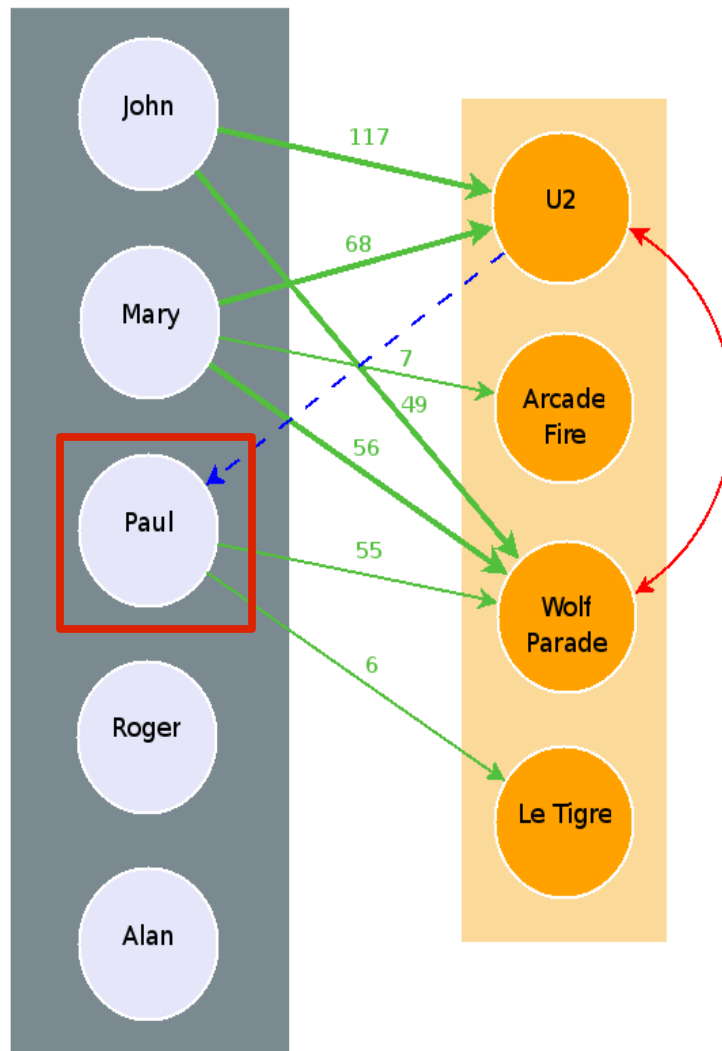 John
117
U2
68
Mary
7
Arcade
Fire
49
56
Paul
55
Wolf
Parade
6
Roger
Le Tigre
Alan